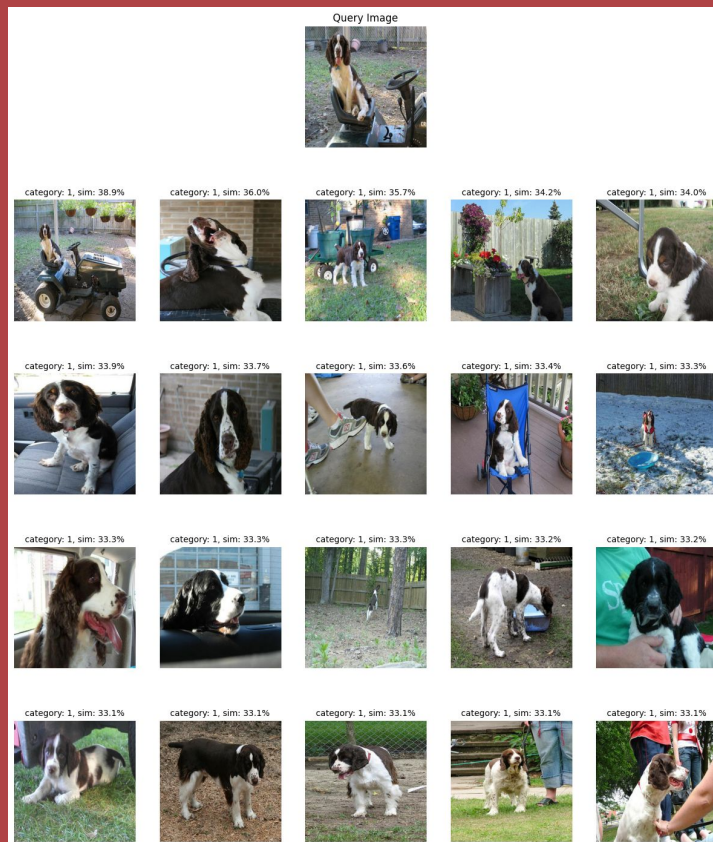 Query Image
category: 1, sim: 38.9%
category: 1, sim: 36.0%
category: 1, sim: 35.7%
category: 1, sim: 34.2%
category: 1, sim: 34.0%
category: 1, sim: 33.9%
category: 1, sim: 33.7%
category: 1, sim: 33.6%
category: 1, sim: 33.4%
category: 1, sim: 33.3%
category: 1, sim: 33.3%
category: 1, sim: 33.3%
category: 1, sim: 33.3%
category: 1, sim: 33.2%
category: 1, sim: 33.2%
category: 1, sim: 33.1%
category: 1, sim: 33.1%
category: 1, sim: 33.1%
category: 1, sim: 33.1%
category: 1, sim: 33.1%